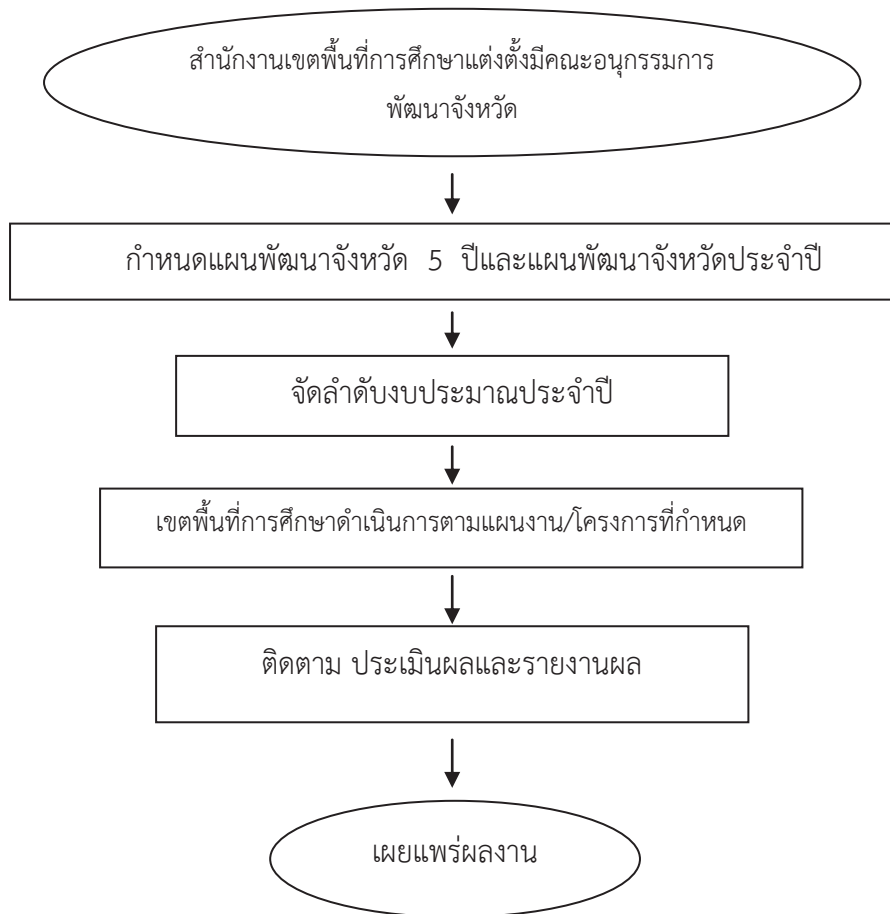 สำนักงานเขตพื้นที่การศึกษาแต่งตั้งมีคณะอนุกรรมการ
พัฒนาจังหวัด
กำหนดแผนพัฒนาจังหวัด 5 ปีและแผนพัฒนาจังหวัดประจำปี
จัดลำดับงบประมาณประจำปี
เขตพื้นที่การศึกษาดำเนินการตามแผนงาน/โครงการที่กำหนด
ติดตาม ประเมินผลและรายงานผล
เผยแพร่ผลงาน